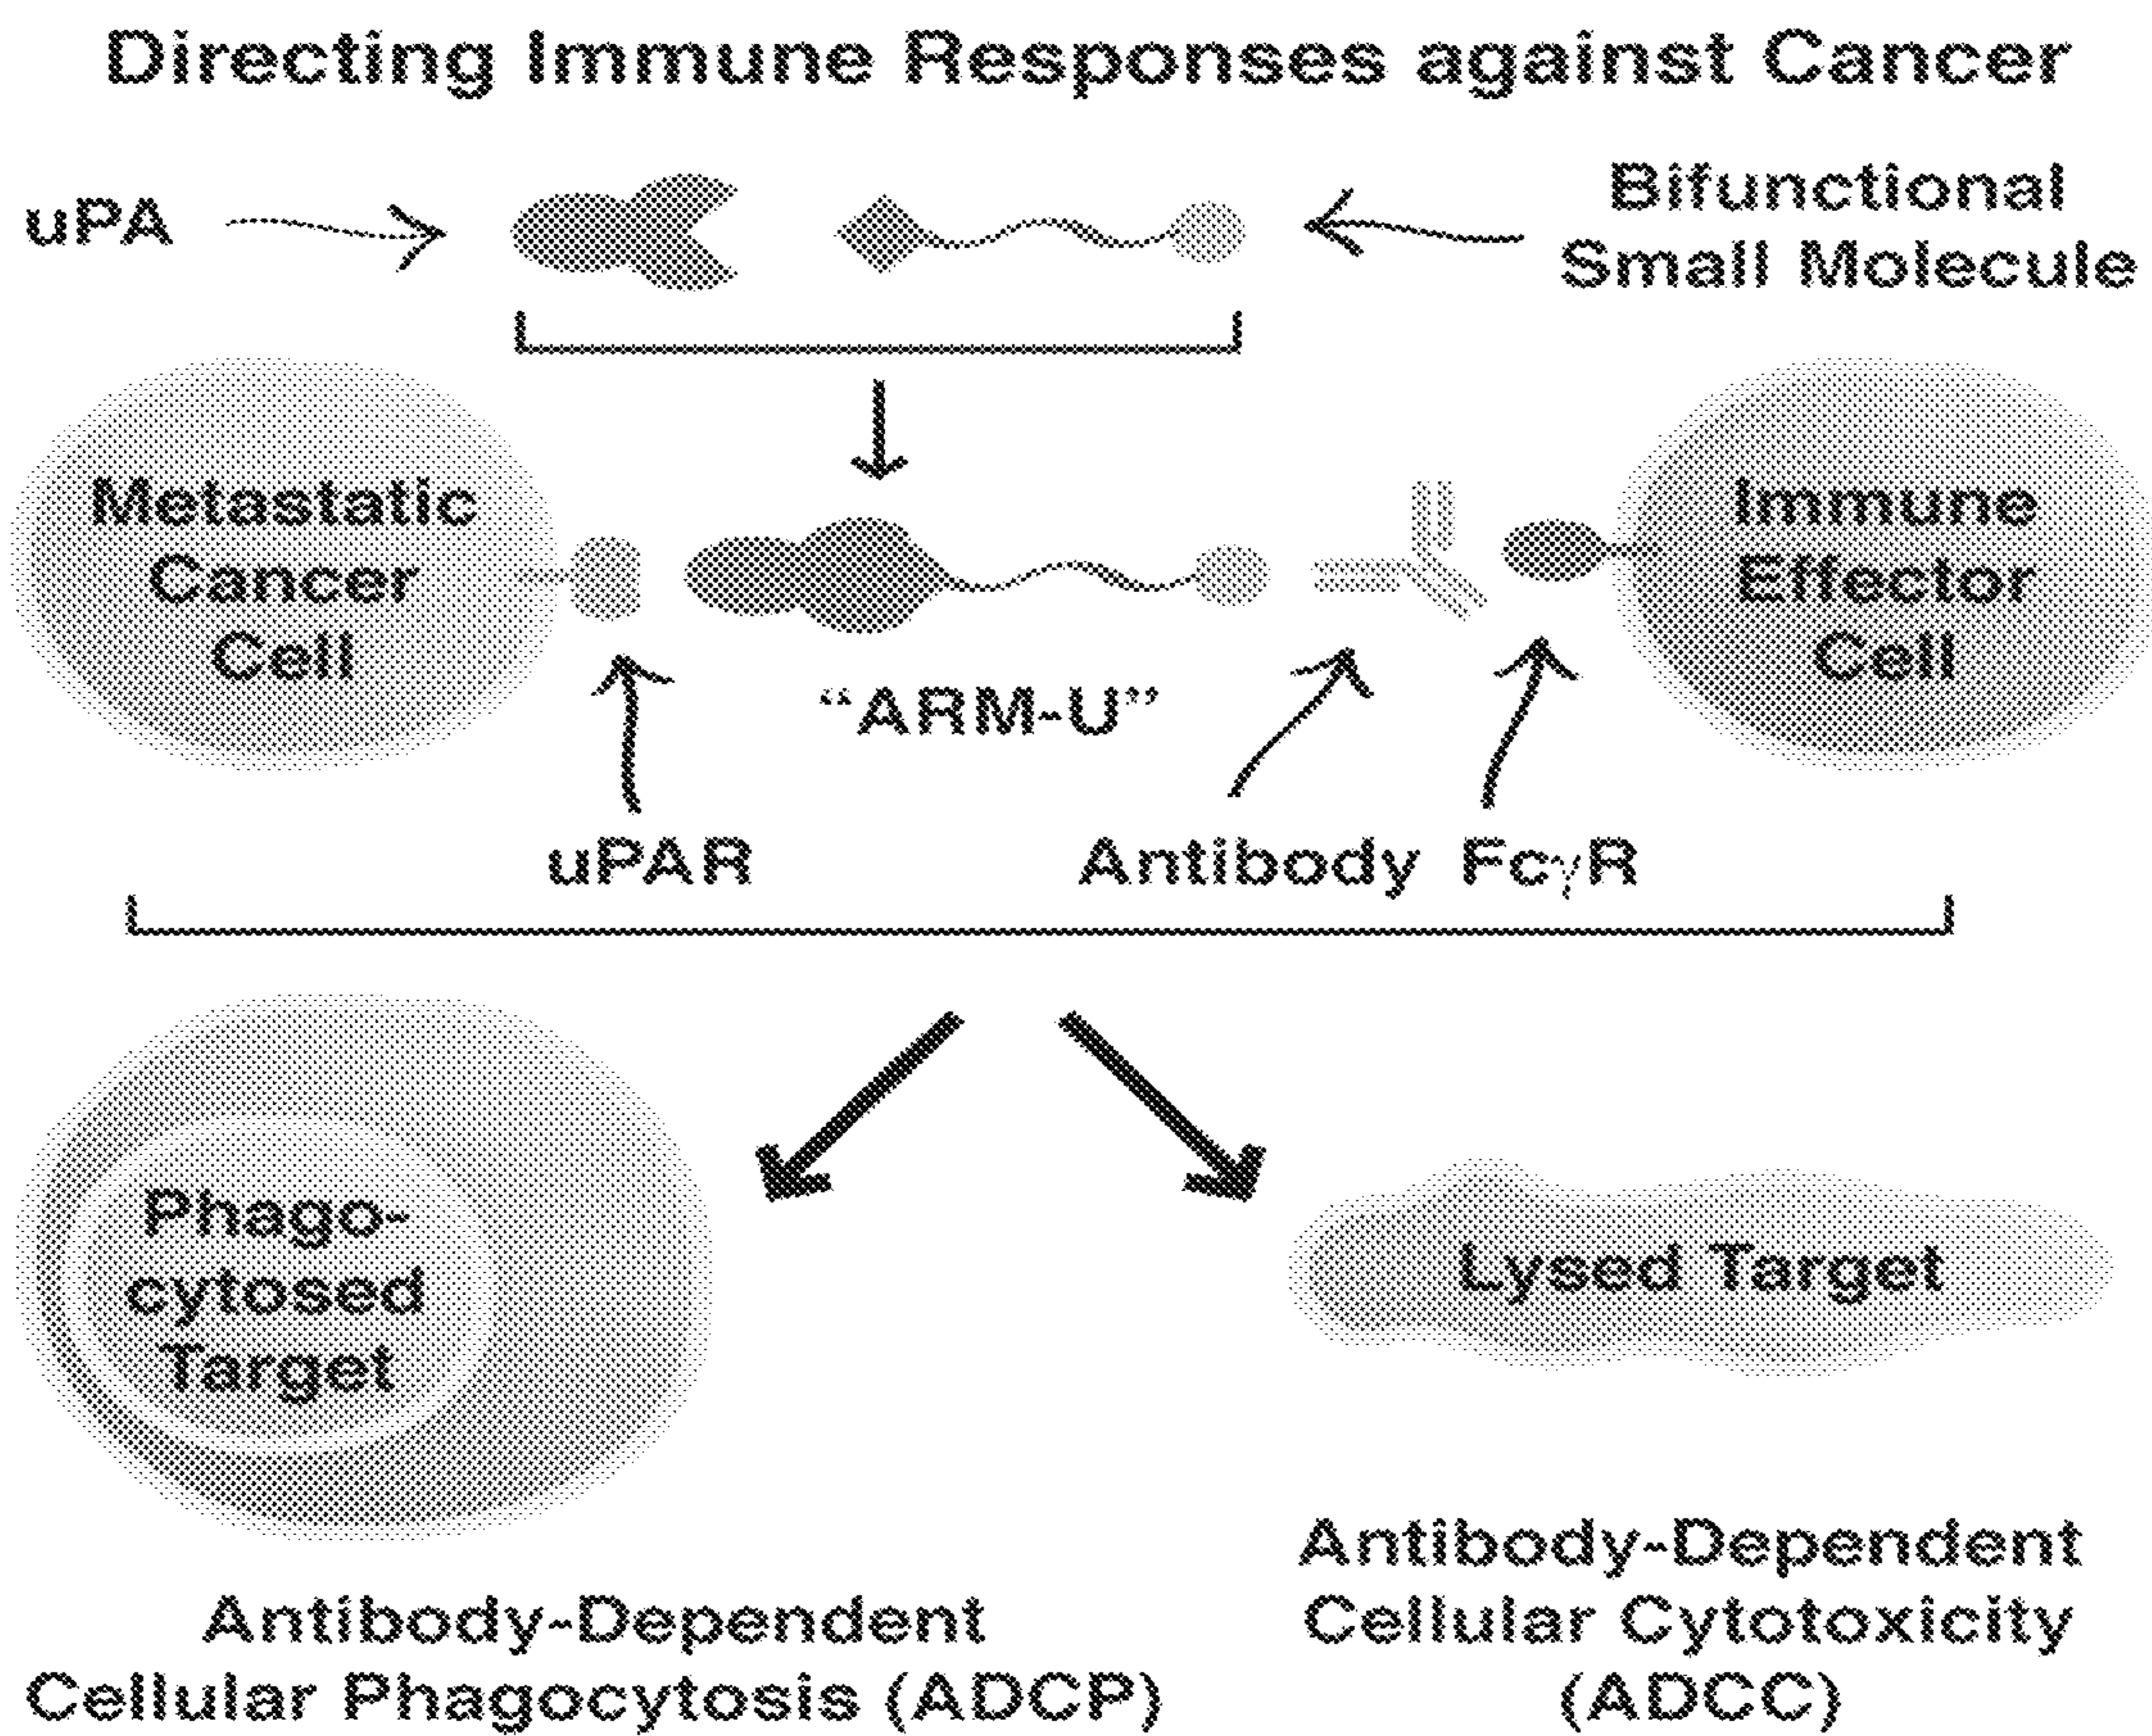 Directing Immune Responses against Cancer
uPA
Bifunctional
Small Molecule
Metastatic
Cancer
Cell
Immune
Effector
Cell
“ARM-U”
uPAR
Antibody
FcγR
Phago-
cytosed
Target
Lysed Target
Antibody-Dependent
Cellular Phagocytosis (ADCP)
Antibody-Dependent
Cellular Cytotoxicity
(ADCC)